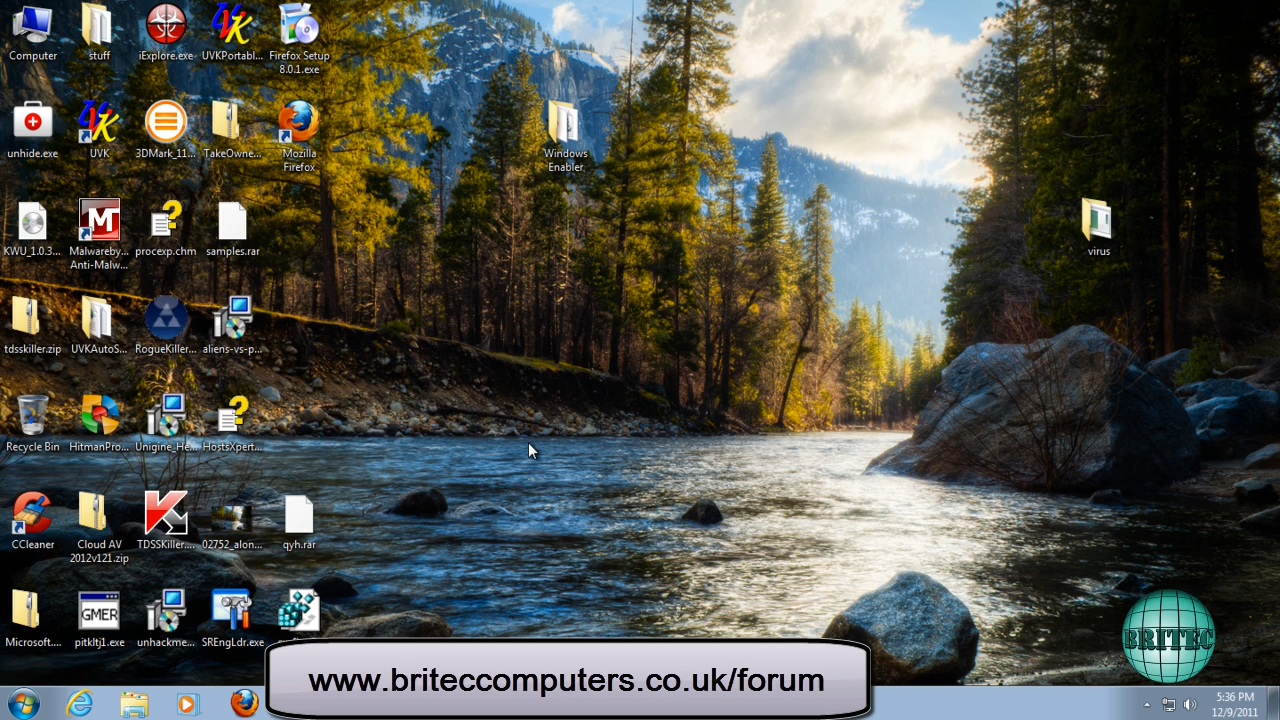 Computer
stuff
iExplore.exe
UVKPortabl...
Firefox Setup
8.0.1.exe
unhide.exe
UVK
3DMark_11...
TakeOwne...
Mozilla
Firefox
Windows
Enabler
KWU_1.0.3...
Malwareby...
Anti-Malw...
procexp.chm
samples.rar
virus
tdsskiller.zip
UVKAutoS...
RogueKiller...
aliens-vs-p...
Recycle Bin
HitmanPro...
Unigine_He...
HostsXpert...
CCleaner
Cloud AV
2012v121.zip
TDSSKiller....
02752_alon...
qyh.rar
GMER
Microsoft....
pitkltj1.exe
unhackme...
SREngLdr.exe
BRITEC
www.briteccomputers.co.uk/forum
5:36 PM
12/9/2011